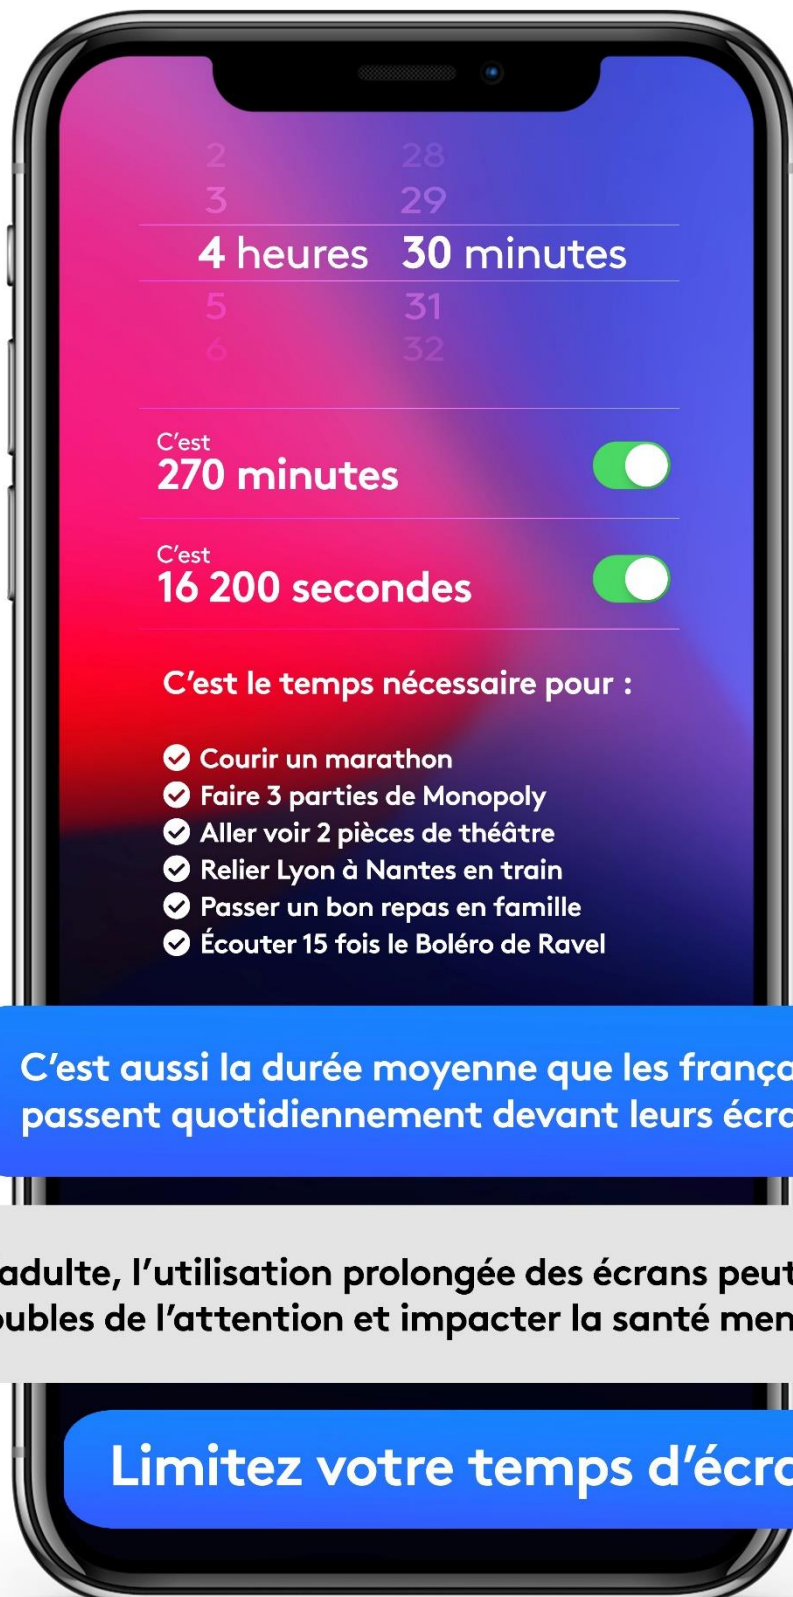 2 28
3 29
4 heures 30 minutes
5 31
6 32
C’est
270 minutes
C’est
16 200 secondes
C’est le temps nécessaire pour :
Courir un marathon
Faire 3 parties de Monopoly
Aller voir 2 pièces de théâtre
Relier Lyon à Nantes en train
Passer un bon repas en famille
Écouter 15 fois le Boléro de Ravel
C’est aussi la durée moyenne que les frança
passent quotidiennement devant leurs écra
’adulte, l’utilisation prolongée des écrans peut
oubles de l’attention et impacter la santé men
Limitez votre temps d’écra